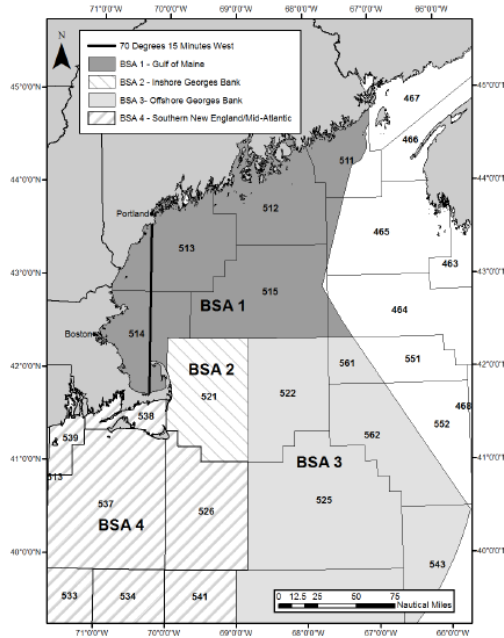 71°0'0"W 70°0'0"W 69°0'0"W 68°0'0"W 67°0'0"W 66°0'0"W
N
70 Degrees 15 Minutes West
BSA 1 - Gulf of Maine
BSA 2 - Inshore Georges Bank
BSA 3- Offshore Georges Bank
BSA 4 - Southern New England/Mid-Atlantic
45°0'0"N
45°0'0"N
467
466
511
44°0'0"N
44°0'0"N
512
Portland
465
513
463
43°0'0"N
43°0'0"N
515
BSA 1
464
514
Boston
551
561
42°0'0"N
42°0'0"N
BSA 2
521
522
468
552
538
539
562
41°0'0"N
41°0'0"N
BSA 3
525
537
526
BSA 4
40°0'0"N
40°0'0"N
543
533
534
541
0 12.5 25 50 75
Nautical Miles
71°0'0"W 70°0'0"W 69°0'0"W 68°0'0"W 67°0'0"W 66°0'0"W